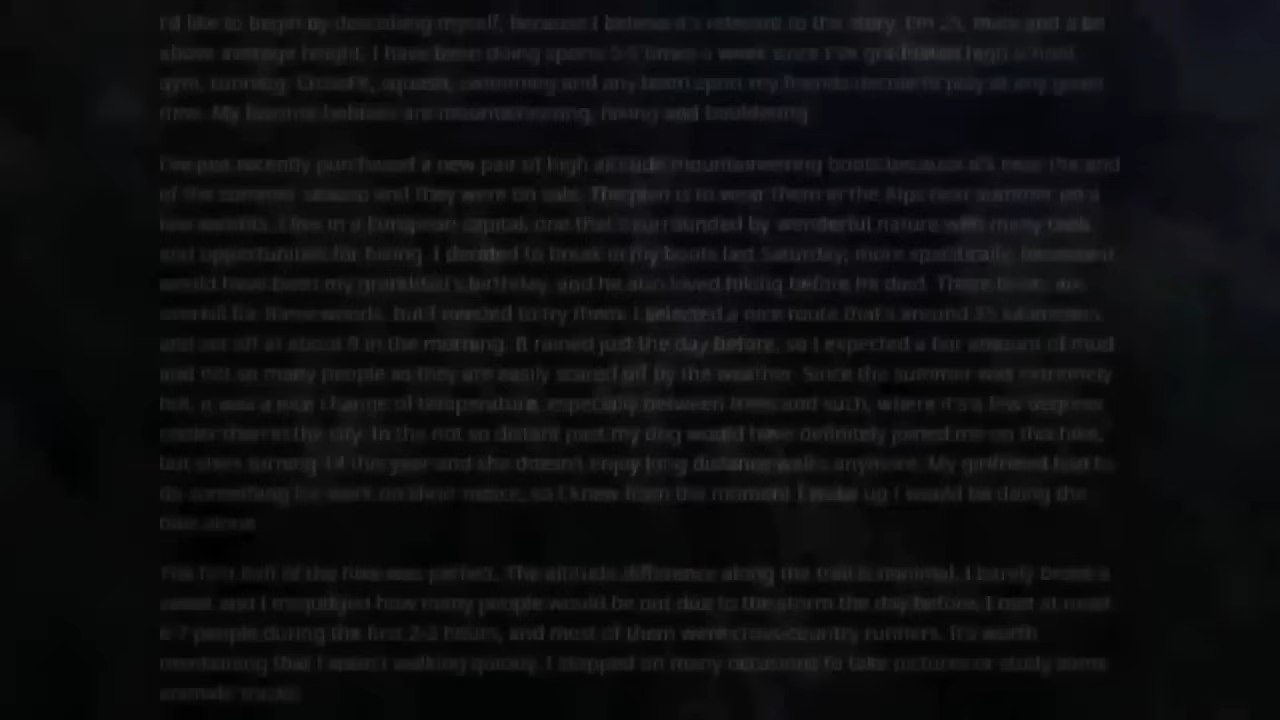 I'd like to begin by describing myself, because I believe it's relevant to the story. I'm 25, male and a bit
above average height. I have been doing sports 5-6 times a week since I've graduated high school:
gym, running, CrossFit, squash, swimming and any team sport my friends decide to play at any given
time. My favorite hobbies are mountaineering, hiking and bouldering.
I've just recently purchased a new pair of high altitude mountaineering boots because it's near the end
of the summer season and they were on sale. The plan is to wear them in the Alps near summer on a
few summits. I live in a European capital, one that's surrounded by wonderful nature with many trails
and opportunities for hiking. I decided to break in my boots last Saturday, more specifically because it
would have been my granddad's birthday, and he also loved hiking before he died. These boots are
overkill for these woods, but I needed to try them. I selected a nice route that's around 35 kilometers,
and set off at about 8 in the morning. It rained just the day before, so I expected a fair amount of mud
and not so many people as they are easily scared off by the weather. Since the summer was extremely
hot, it was a nice change of temperature, especially between trees and such, where it's a few degrees
cooler than in the city. In the not so distant past my dog would have definitely joined me on this hike,
but she's turning 14 this year and she doesn't enjoy long distance walks anymore. My girlfriend had to
do something for work on short notice, so I knew from the moment I woke up I would be doing the
hike alone.
The first half of the hike was perfect. The altitude difference along the trail is minimal, I barely broke a
sweat and I misjudged how many people would be out due to the storm the day before. I met at most
6-7 people during the first 2-3 hours, and most of them were cross-country runners. It's worth
mentioning that I wasn't walking quickly. I stopped on many occasions to take pictures or study some
animals' tracks.